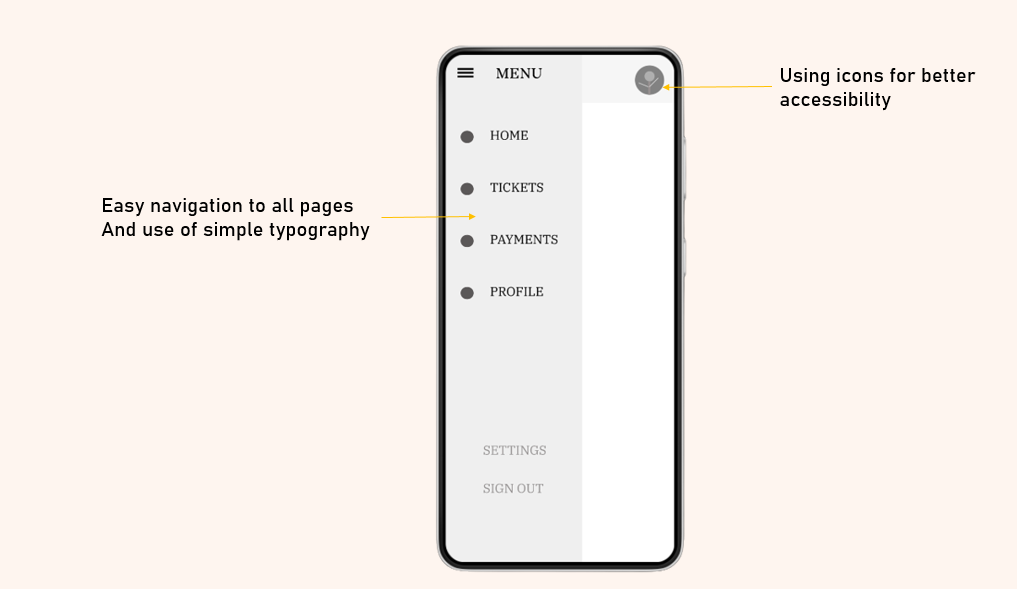 MENU
Using icons for better
accessibility
HOME
TICKETS
Easy navigation to all pages
And use of simple typography
PAYMENTS
PROFILE
SETTINGS
SIGN OUT